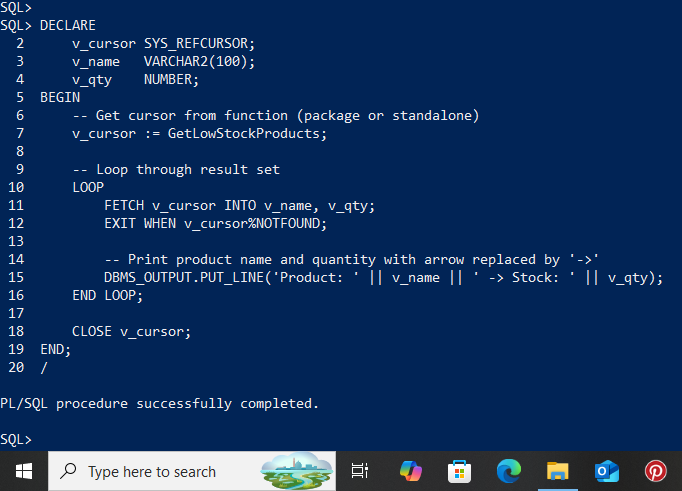 SQL>
SQL> DECLARE
  2      v_cursor SYS_REFCURSOR;
  3      v_name   VARCHAR2(100);
  4      v_qty    NUMBER;
  5  BEGIN
  6      -- Get cursor from function (package or standalone)
  7      v_cursor := GetLowStockProducts;
  8
  9      -- Loop through result set
 10      LOOP
 11          FETCH v_cursor INTO v_name, v_qty;
 12          EXIT WHEN v_cursor%NOTFOUND;
 13
 14          -- Print product name and quantity with arrow replaced by '->'
 15          DBMS_OUTPUT.PUT_LINE('Product: ' || v_name || ' -> Stock: ' || v_qty);
 16      END LOOP;
 17
 18      CLOSE v_cursor;
 19  END;
 20  /
PL/SQL procedure successfully completed.
SQL>
Type here to search